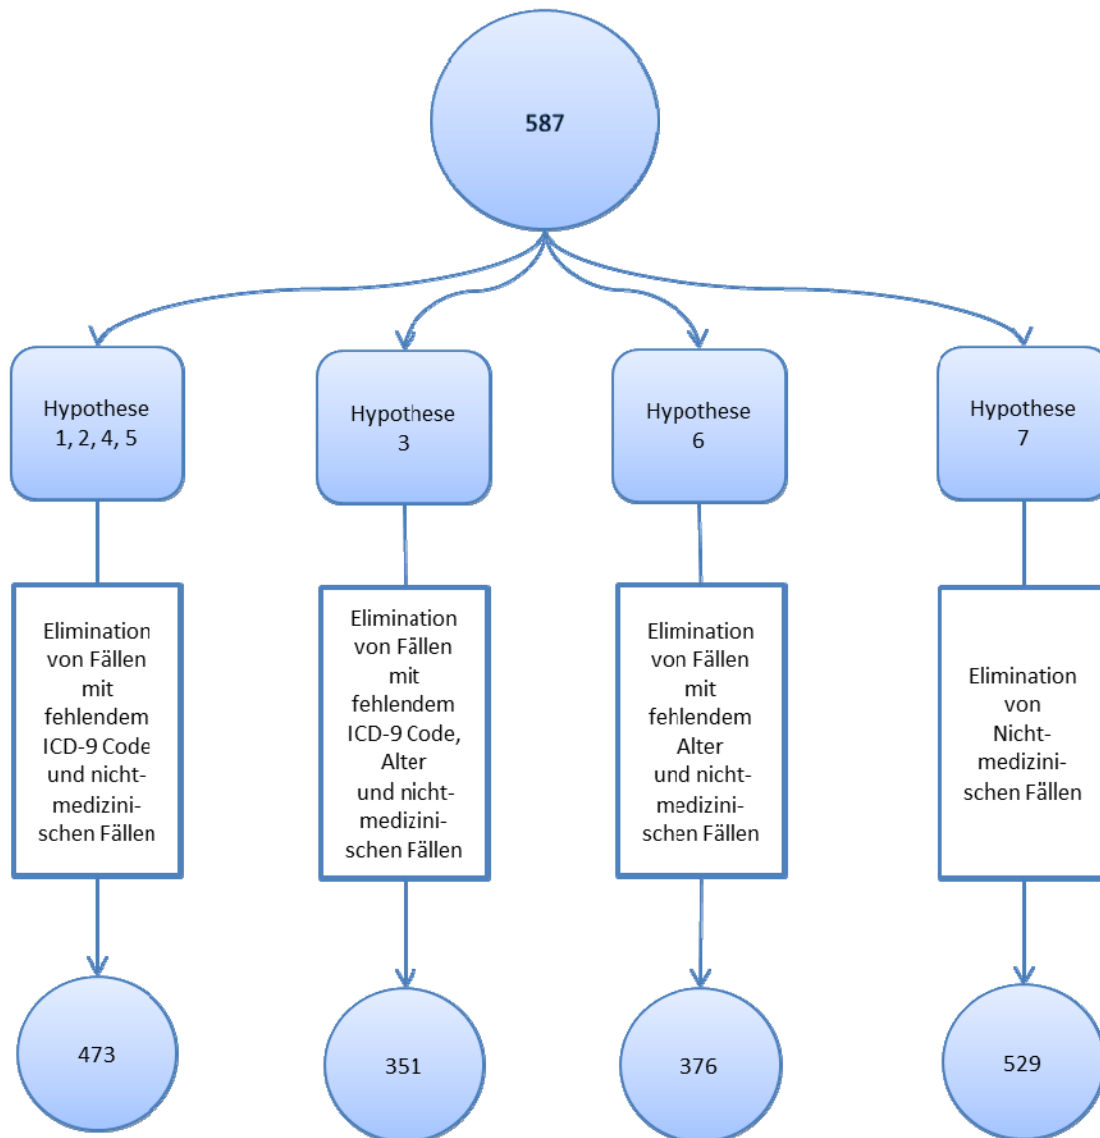 587
Hypothese
1, 2, 4, 5
Hypothese
3
Hypothese
6
Hypothese
7
Elimination
von Fällen
mit
fehlendem
ICD-9 Code
und nicht-
medizini-
schen Fällen
Elimination
von Fällen
mit
fehlendem
ICD-9 Code,
Alter
und nicht-
medizini-
schen Fällen
Elimination
von Fällen
mit
fehlendem
Alter
und nicht-
medizini-
schen Fällen
Elimination
von
Nicht-
medizini-
schen Fällen
473
351
376
529